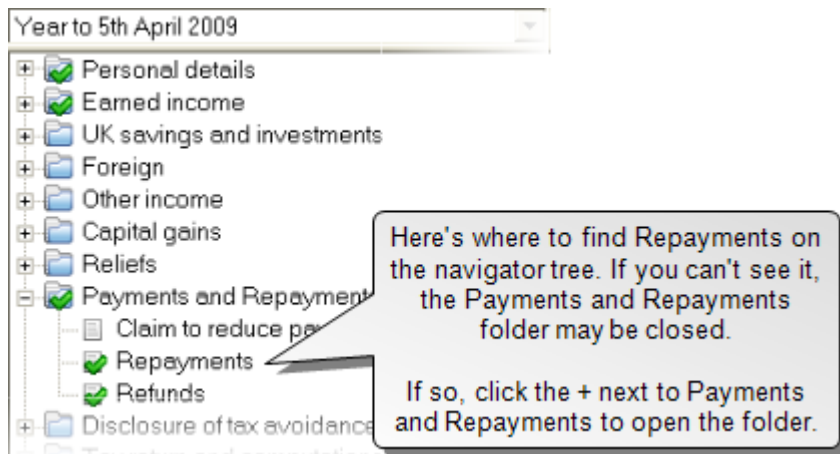 Year to 5th April 2009
Personal details
Earned income
UK savings and investments
Foreign
Other income
Capital gains
Reliefs
Payments and Repayment
Claim to reduce pa
Repayments
Refunds
Disclosure of tax avoidance
Here's where to find Repayments on
the navigator tree. If you can't see it,
the Payments and Repayments
folder may be closed.
If so, click the + next to Payments
and Repayments to open the folder.